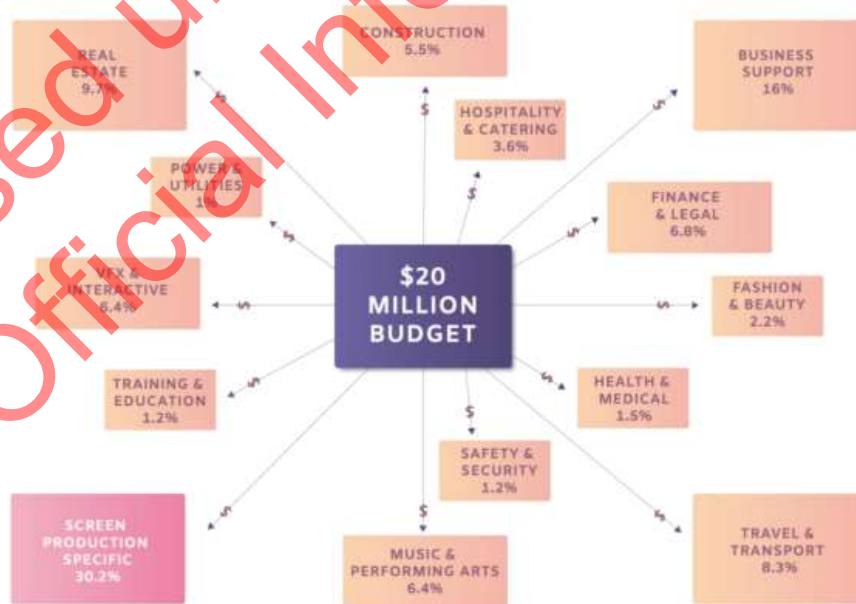 REAL
ESTATE
9.7%
CONSTRUCTION
5.5%
BUSINESS
SUPPORT
16%
HOSPITALITY
& CATERING
3.6%
POWER &
UTILITIES
1%
FINANCE
& LEGAL
6.8%
VFX &
INTERACTIVE
6.4%
$20
MILLION
BUDGET
FASHION
& BEAUTY
2.2%
TRAINING &
EDUCATION
1.2%
HEALTH &
MEDICAL
1.5%
SAFETY &
SECURITY
1.2%
SCREEN
PRODUCTION
SPECIFIC
30.2%
MUSIC &
PERFORMING ARTS
6.4%
TRAVEL &
TRANSPORT
8.3%
$
$
$
$
$
$
$
$
$
$
$
$
$
$
Official